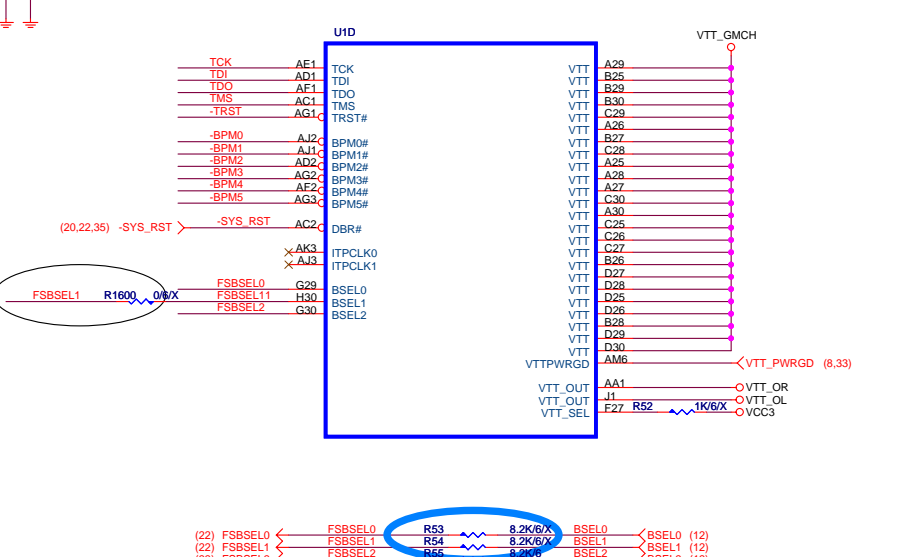 U1D
VTT_GMCH
TCK AE1 TCK VTT A29
TDI AD1 TDI VTT B25
TDO AF1 TDO VTT B29
TMS AC1 TMS VTT B30
-TRST AG1 TRST# VTT C29
VTT A26
-BPM0 AJ2 BPM0# VTT B27
-BPM1 AJ1 BPM1# VTT C28
-BPM2 AD2 BPM2# VTT A25
-BPM3 AG2 BPM3# VTT A28
-BPM4 AF2 BPM4# VTT A27
-BPM5 AG3 BPM5# VTT C30
VTT A30
(20,22,35) -SYS_RST -SYS_RST AC2 DBR# VTT C25
VTT C26
AK3 ITPCLK0 VTT C27
AJ3 ITPCLK1 VTT B26
VTT D27
FSBSEL0 G29 BSEL0 VTT D28
FSBSEL1 R1600 0/6/X FSBSEL11 H30 BSEL1 VTT D25
FSBSEL2 G30 BSEL2 VTT D26
VTT B28
VTT D29
VTT D30
VTTPWRGD AM6 VTT_PWRGD (8,33)
VTT_OUT AA1 VTT_OR
VTT_OUT J1 VTT_OL
VTT_SEL F27 R52 1K/6/X VCC3
(22) FSBSEL0 FSBSEL0 R53 8.2K/6/X BSEL0 BSEL0 (12)
(22) FSBSEL1 FSBSEL1 R54 8.2K/6/X BSEL1 BSEL1 (12)
FSBSEL2 R55 8.2K/6 BSEL2